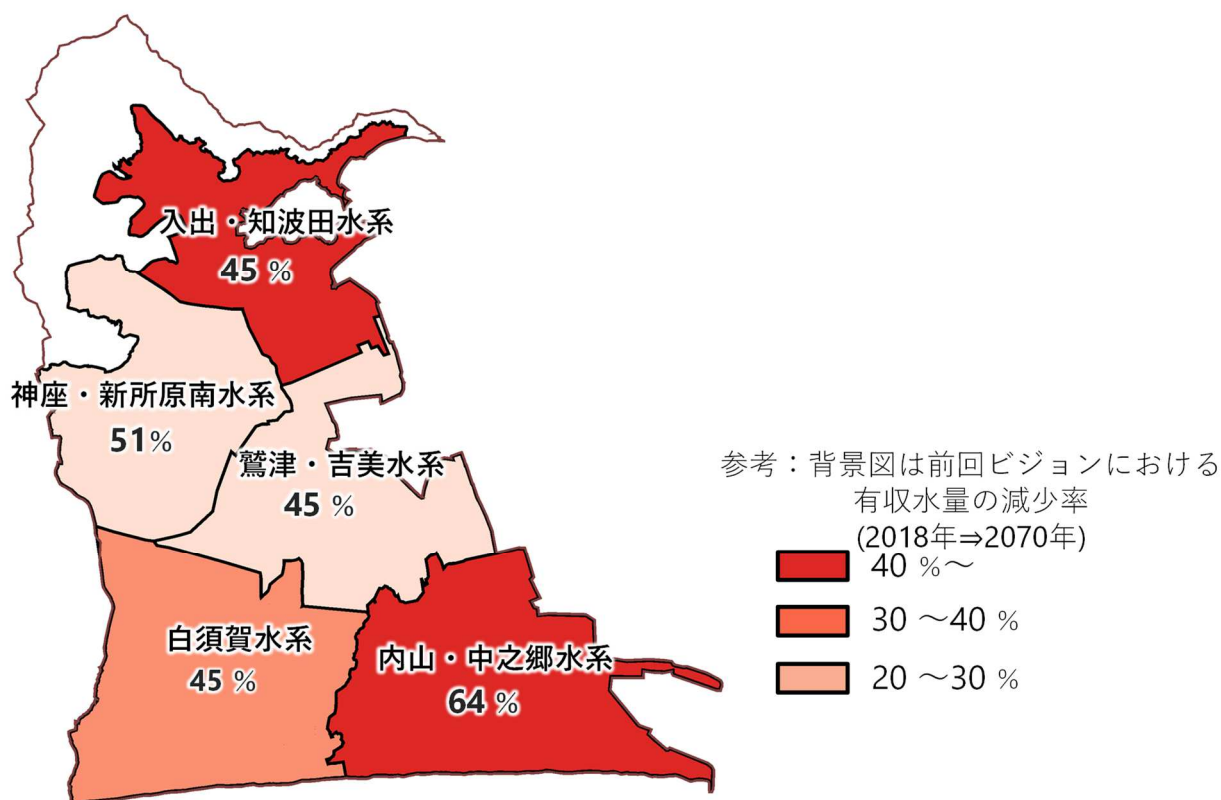 入出・知波田水系
45 %
神座・新所原南水系
51%
鷲津・吉美水系
45 %
白須賀水系
45 %
内山・中之郷水系
64 %
参考：背景図は前回ビジョンにおける
有収水量の減少率
(2018年⇒2070年)
40 %～
30 ～40 %
20 ～30 %